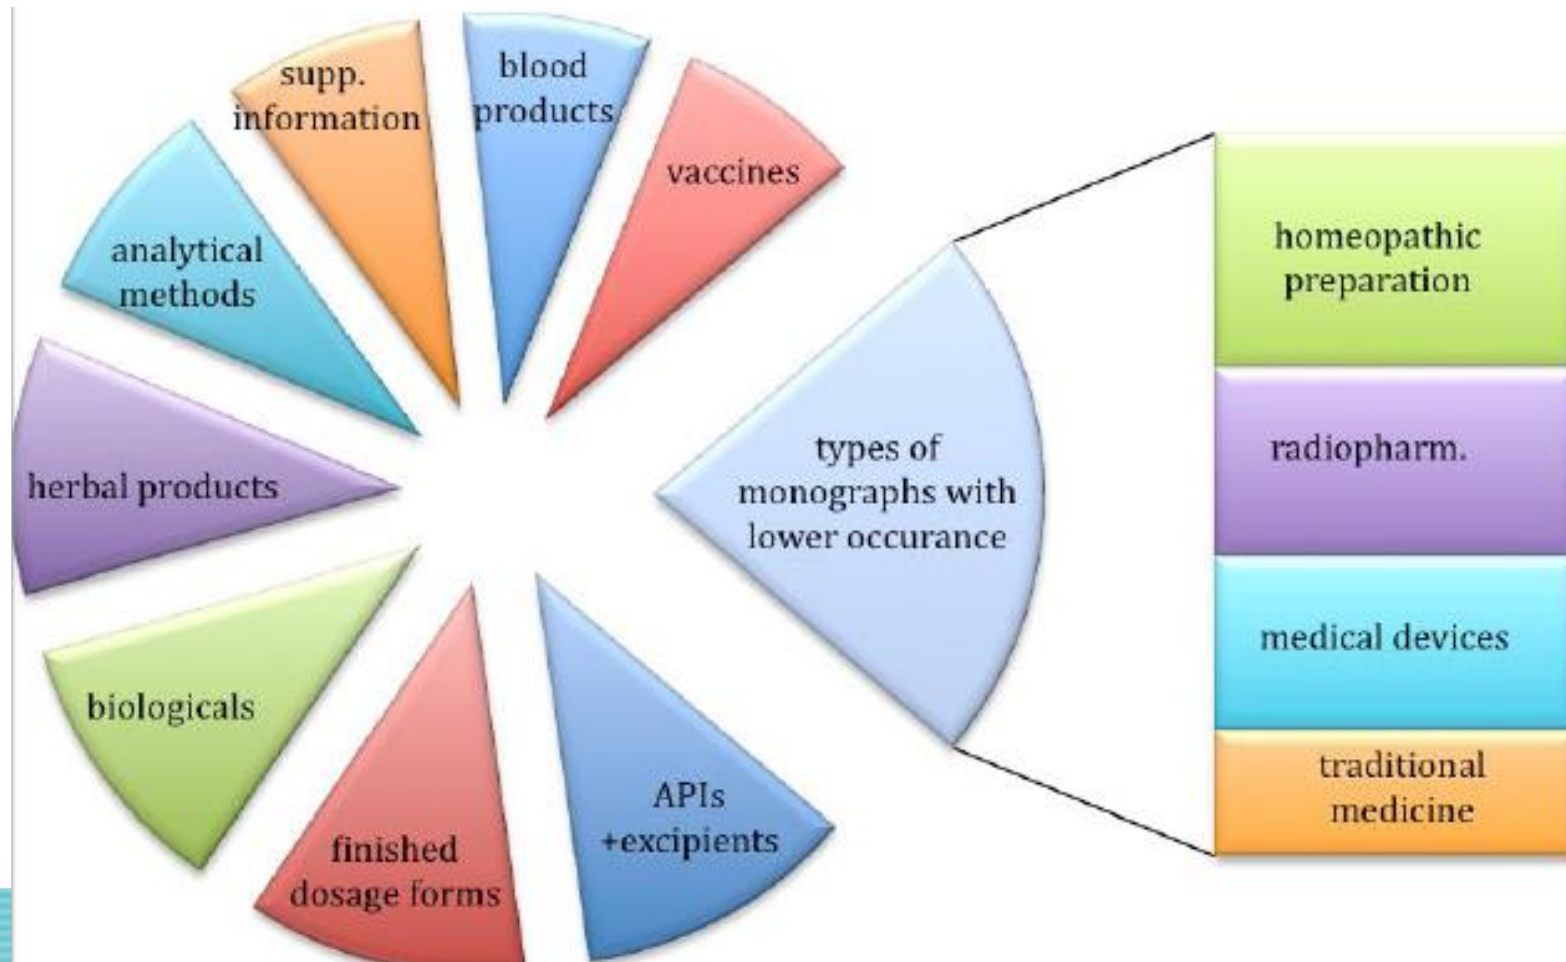 supp.
information
blood
products
vaccines
analytical
methods
herbal products
biologicals
finished
dosage forms
APIs
+excipients
types of
monographs with
lower occurance
homeopathic
preparation
radiopharm.
medical devices
traditional
medicine